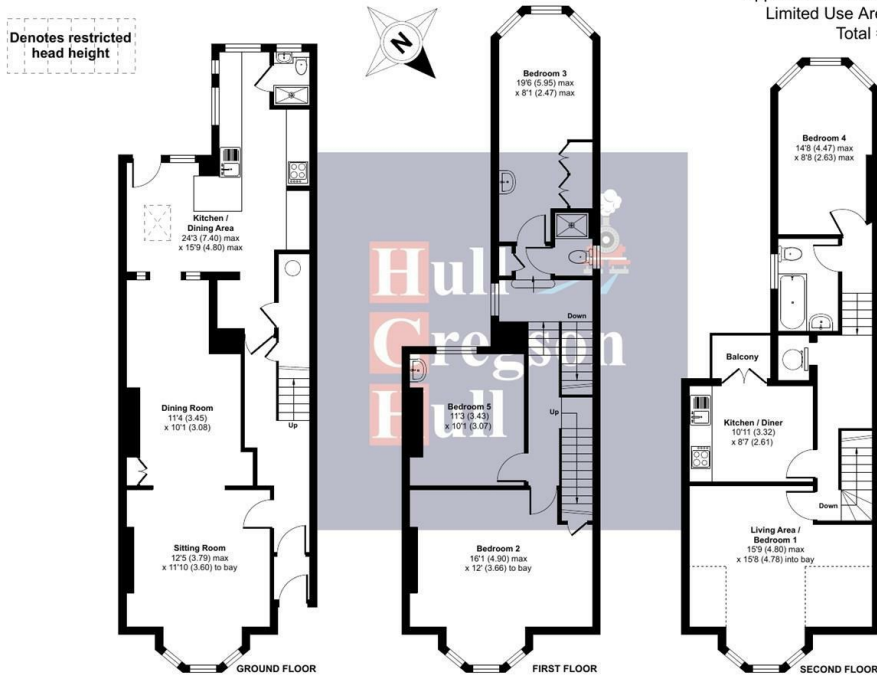 Denotes restricted
head height
Limited Use Are
Total
N
Kitchen /
Dining Area
24'3 (7.40) max
x 15'9 (4.80) max
Dining Room
11'4 (3.45)
x 10'1 (3.08)
Up
Sitting Room
12'5 (3.79) max
x 11'10 (3.60) to bay
GROUND FLOOR
Bedroom 3
19'6 (5.95) max
x 8'1 (2.47) max
Down
Bedroom 5
11'3 (3.43)
x 10'1 (3.07)
Up
Bedroom 2
16'1 (4.90) max
x 12' (3.66) to bay
FIRST FLOOR
Bedroom 4
14'8 (4.47) max
x 8'8 (2.63) max
Balcony
Kitchen / Diner
10'11 (3.32)
x 8'7 (2.61)
Down
Living Area /
Bedroom 1
15'9 (4.80) max
x 15'8 (4.78) into bay
SECOND FLOOR
Hull
Gregson
Hull